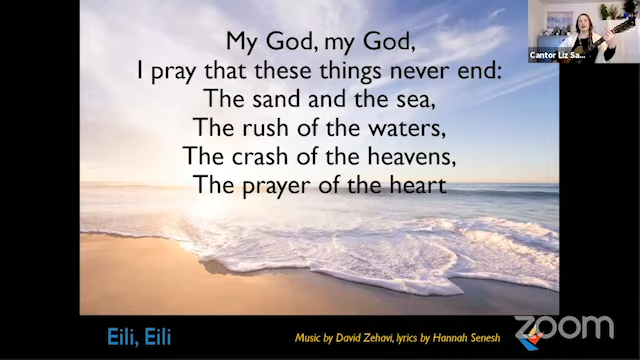 My God, my God,
I pray that these things never end:
The sand and the sea,
The rush of the waters,
The crash of the heavens,
The prayer of the heart
Cantor Liz Sa...
Eili, Eili
Music by David Zehavi, lyrics by Hannah Senesh
zoom